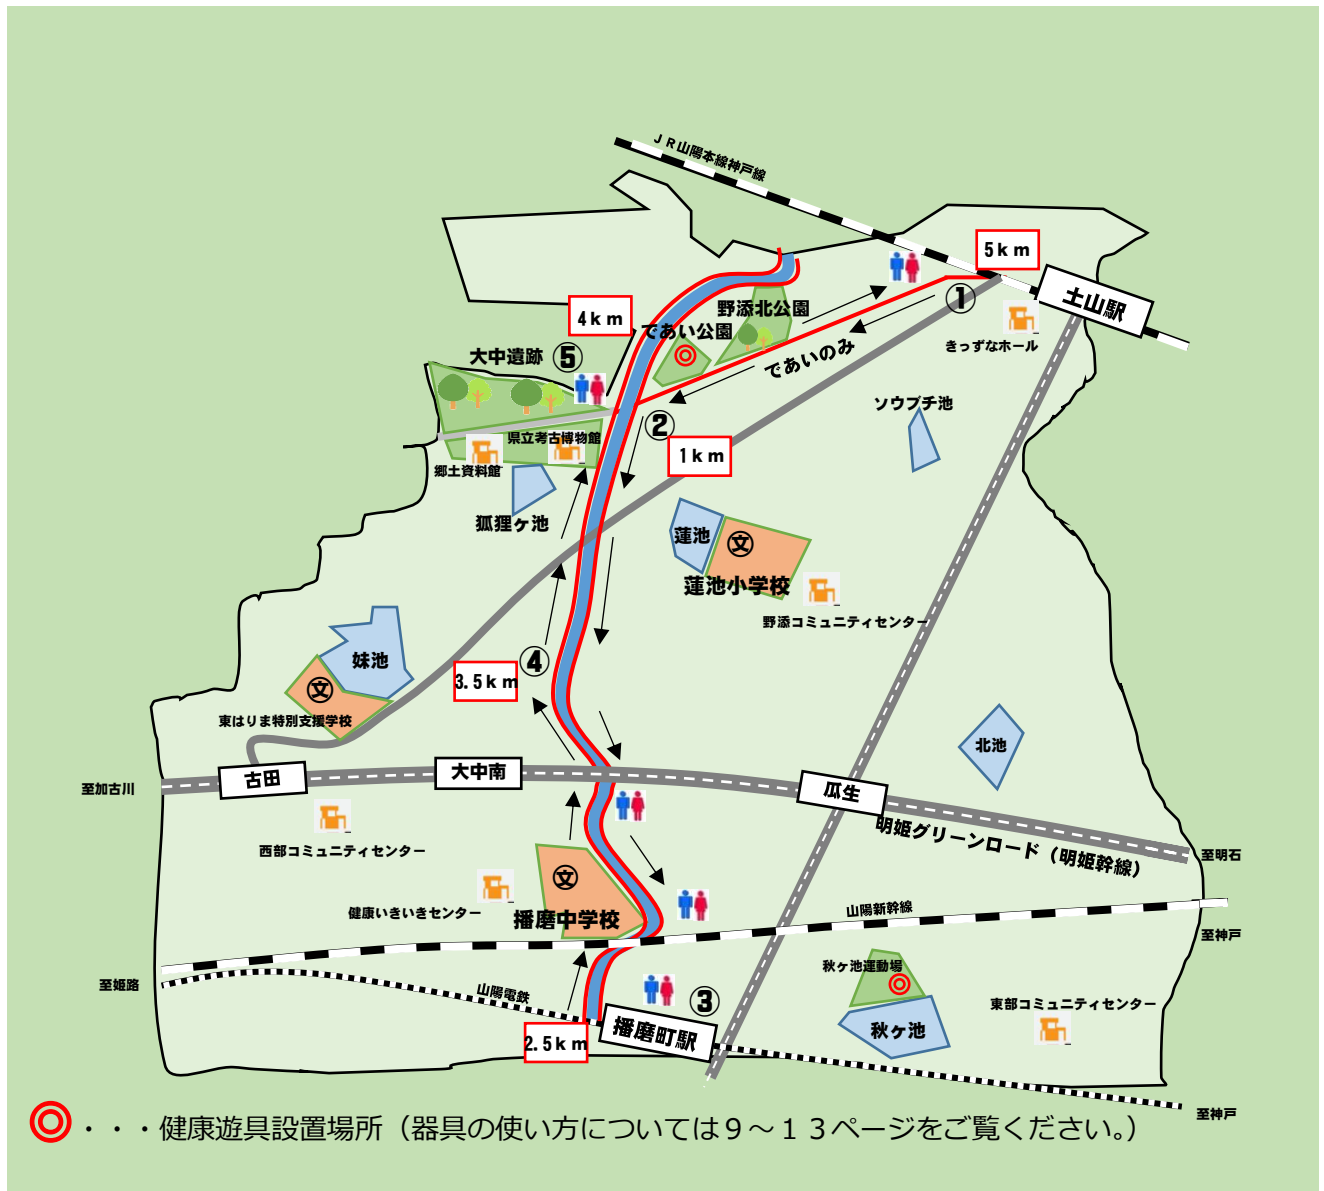 ＪＲ山陽本線神戸線
5ｋｍ
土山駅
①
野添北公園
4ｋｍ
であい公園
きっずなホール
大中遺跡
⑤
であいのみ
ソウブチ池
②
県立考古博物館
1ｋｍ
郷土資料館
狐狸ヶ池
蓮池
文
蓮池小学校
野添コミュニティセンター
妹池
④
3.5ｋｍ
文
東はりま特別支援学校
北池
古田
大中南
至加古川
瓜生
明姫グリーンロード（明姫幹線）
西部コミュニティセンター
至明石
文
健康いきいきセンター
播磨中学校
山陽新幹線
至神戸
秋ヶ池運動場
至姫路
山陽電鉄
③
東部コミュニティセンター
播磨町駅
秋ヶ池
2.5ｋｍ
至神戸
◎・・・健康遊具設置場所（器具の使い方については９～１３ページをご覧ください。）